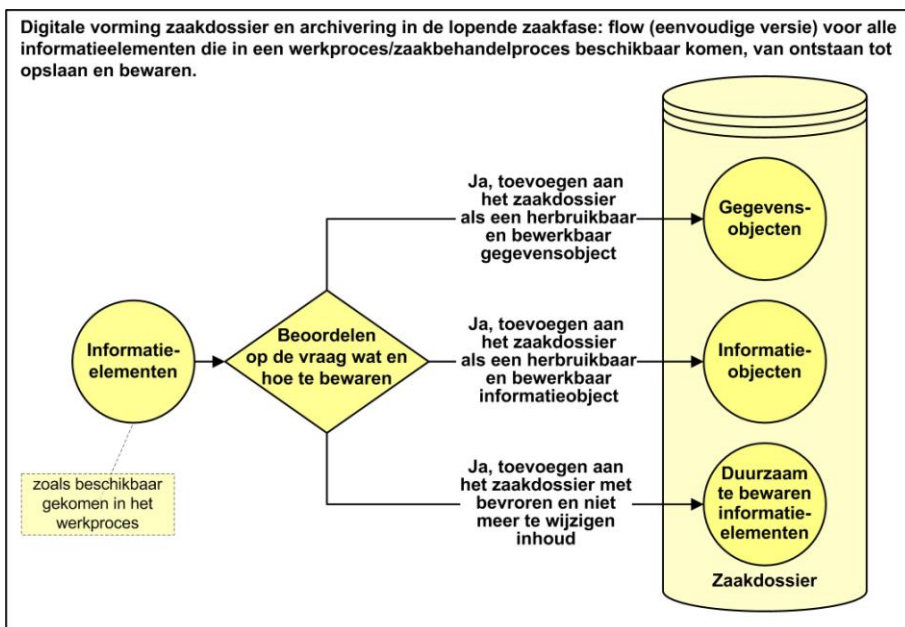 Digitale vorming zaakdossier en archivering in de lopende zaakfase: flow (eenvoudige versie) voor alle
informatieelementen die in een werkproces/zaakbehandelproces beschikbaar komen, van ontstaan tot
opslaan en bewaren.
Ja, toevoegen aan
het zaakdossier
als een herbruikbaar
en bewerkbaar
gegevensobject
Gegevens-
objecten
Informatie-
elementen
Beoordelen
op de vraag wat en
hoe te bewaren
Ja, toevoegen aan
het zaakdossier
als een herbruikbaar
en bewerkbaar
informatieobject
Informatie-
objecten
zoals beschikbaar
gekomen in het
werkproces
Ja, toevoegen aan
het zaakdossier met
bevroren en niet
meer te wijzigen
inhoud
Duurzaam
te bewaren
informatie-
elementen
Zaakdossier